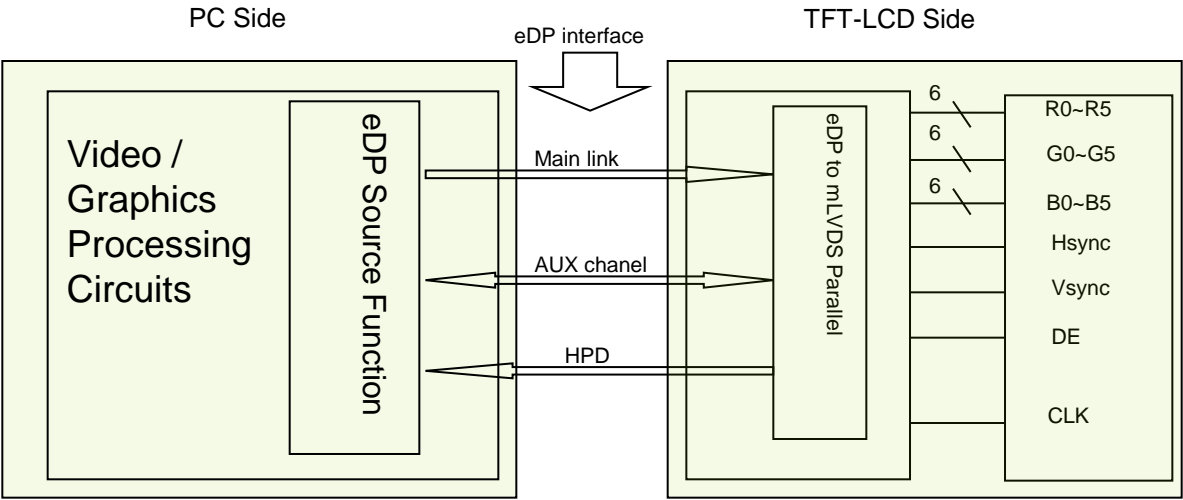 PC Side
eDP interface
TFT-LCD Side
Video /
Graphics
Processing
Circuits
eDP Source Function
Main link
AUX chanel
HPD
eDP to mLVDS Parallel
6
R0~R5
6
G0~G5
6
B0~B5
Hsync
Vsync
DE
CLK